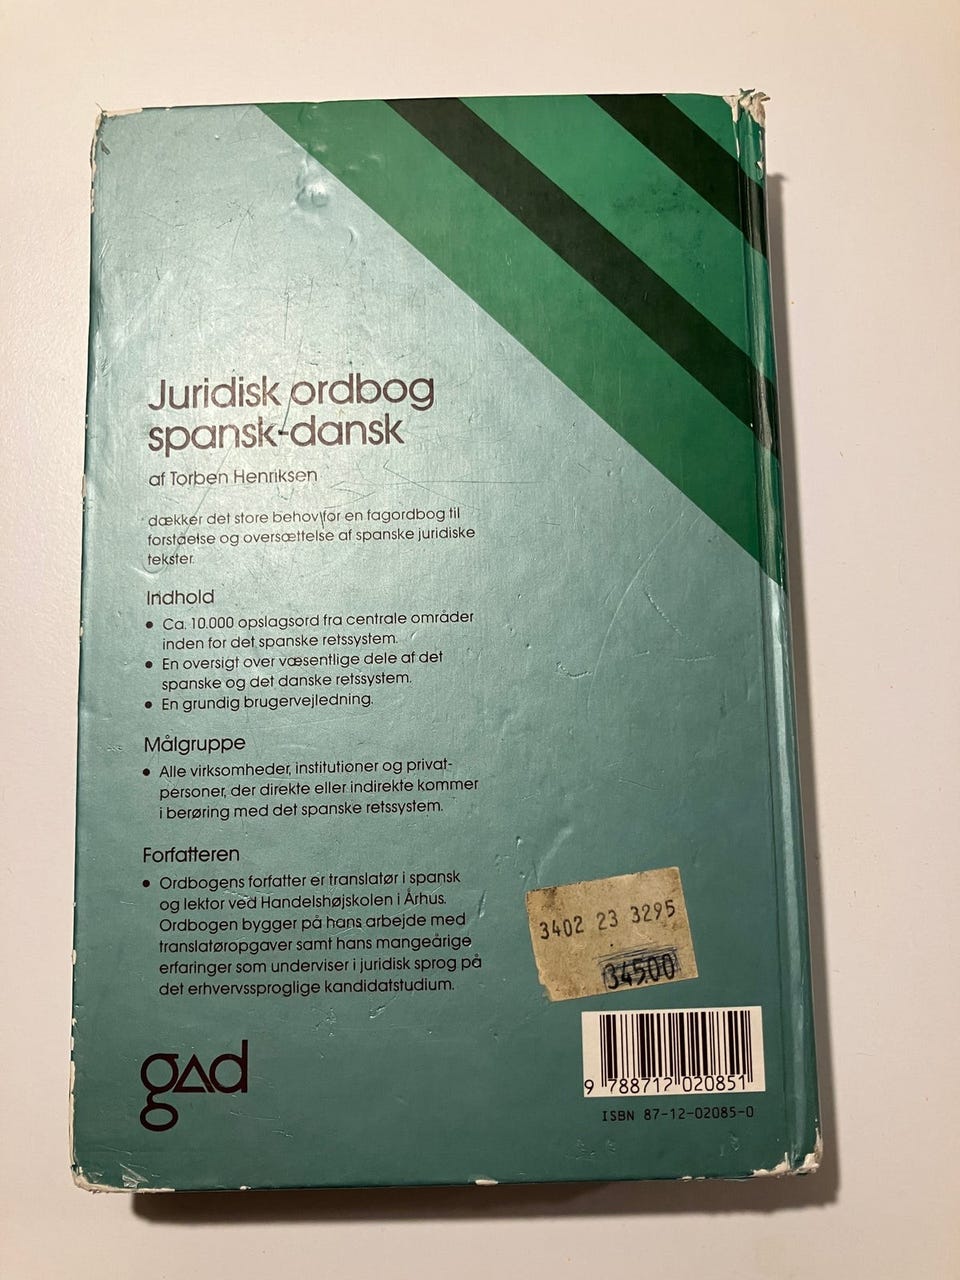 Juridisk ordbog
spansk-dansk
af Torben Henriksen
dækker det store behov for en fagordbog til
forståelse og oversættelse af spanske juridiske
tekster.
Indhold
• Ca. 10.000 opslagsord fra centrale områder
inden for det spanske retssystem.
• En oversigt over væsentlige dele af det
spanske og det danske retssystem.
• En grundig brugervejledning.
Målgruppe
• Alle virksomheder, institutioner og privat-
personer, der direkte eller indirekte kommer
i berøring med det spanske retssystem.
Forfatteren
• Ordbogens forfatter er translatør i spansk
og lektor ved Handelshøjskolen i Århus.
Ordbogen bygger på hans arbejde med
translatøropgaver samt hans mangeårige
erfaringer som underviser i juridisk sprog på
det erhvervssproglige kandidatstudium.
3402 23 3295
345.00
gad
9 788712 020851
ISBN 87-12-02085-0